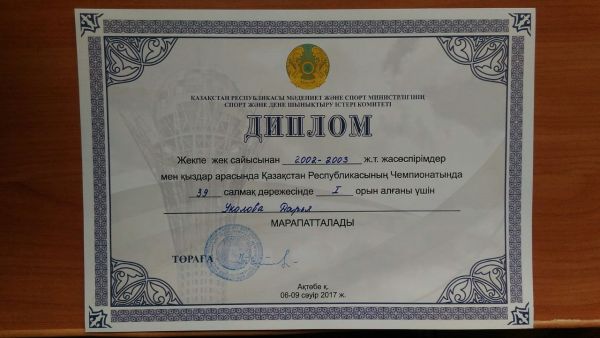 ҚАЗАҚСТАН РЕСПУБЛИКАСЫ МӘДЕНИЕТ ЖӘНЕ СПОРТ МИНИСТРЛІГІНІҢ
СПОРТ ЖӘНЕ ДЕНЕ ШЫНЫҚТЫРУ ІСТЕРІ КОМИТЕТІ
ДИПЛОМ
Жекпе жек сайысынан 2002-2003 ж.т. жасөспірімдер
мен қыздар арасында Қазақстан Республикасының Чемпионатында
39 салмақ дәрежесінде I орын алғаны үшін
Уколова Дарья
МАРАПАТТАЛАДЫ
ТӨРАҒА
Ақтөбе қ.
06-09 сәуір 2017 ж.